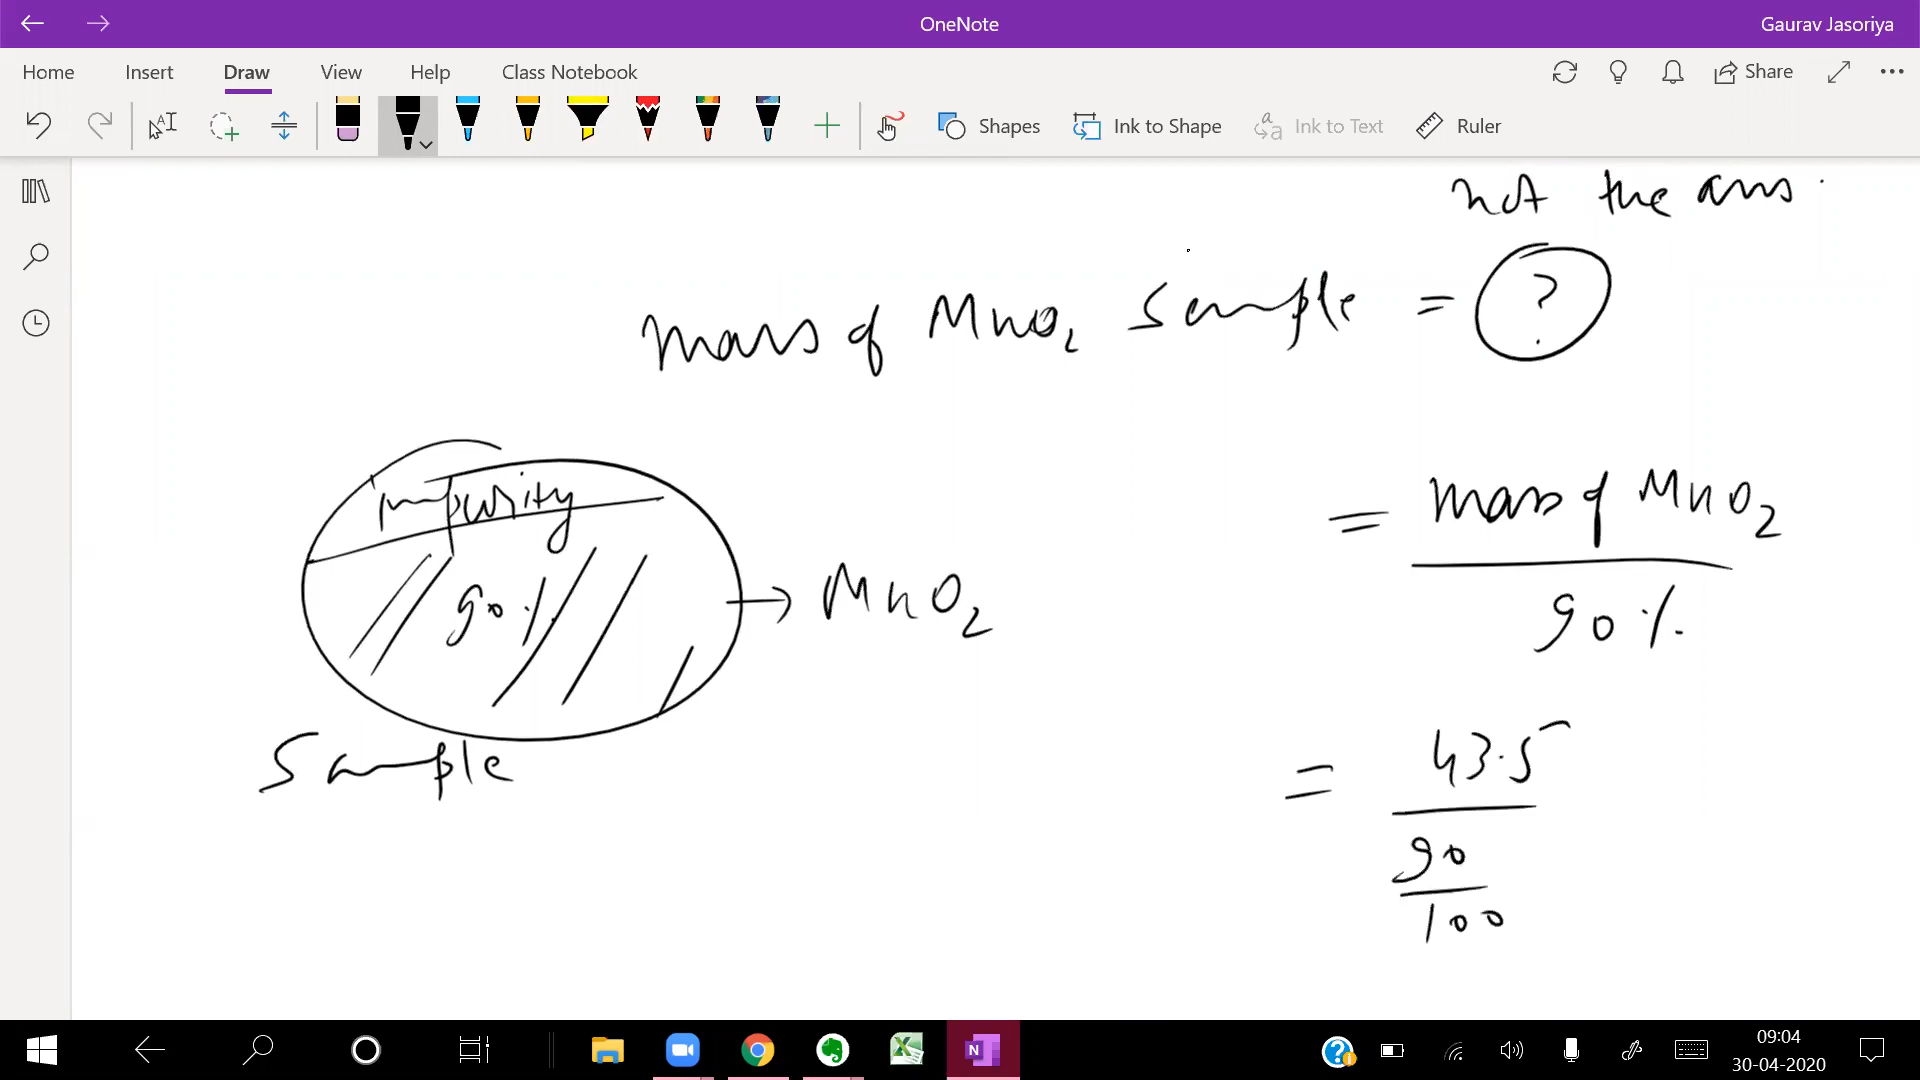 OneNote
Gaurav Jasoriya
Home Insert Draw View Help Class Notebook
Share
Shapes Ink to Shape Ink to Text Ruler
not the ans.
mass of MnO₂ sample = ?
impurity
90%
→ MnO₂
Sample
= mass of MnO₂
90%
= 43.5
90
100
09:04
30-04-2020